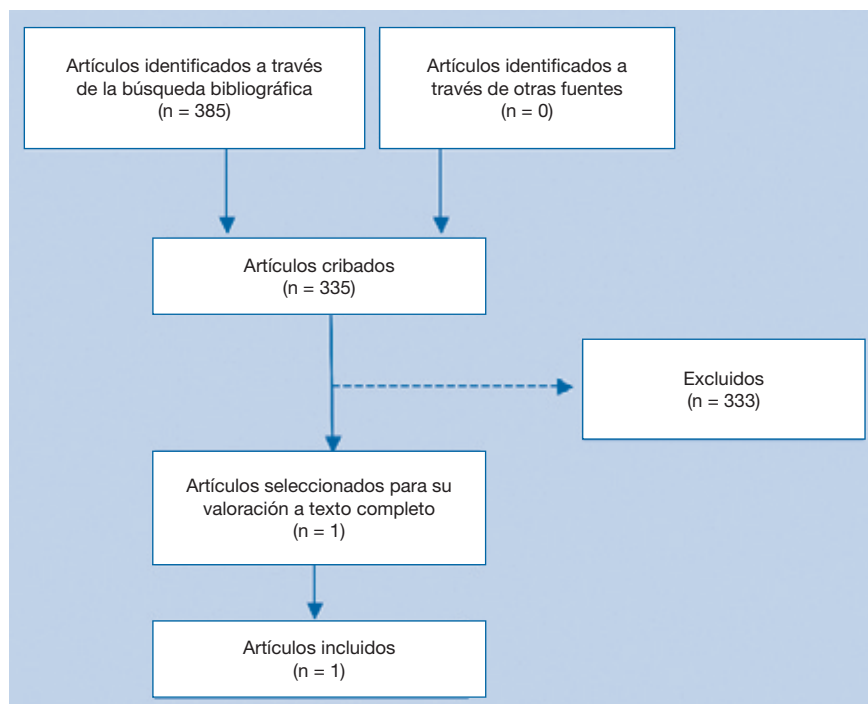 Artículos identificados a través
de la búsqueda bibliográfica
(n = 385)
Artículos identificados a
través de otras fuentes
(n = 0)
Artículos cribados
(n = 335)
Excluidos
(n = 333)
Artículos seleccionados para su
valoración a texto completo
(n = 1)
Artículos incluidos
(n = 1)